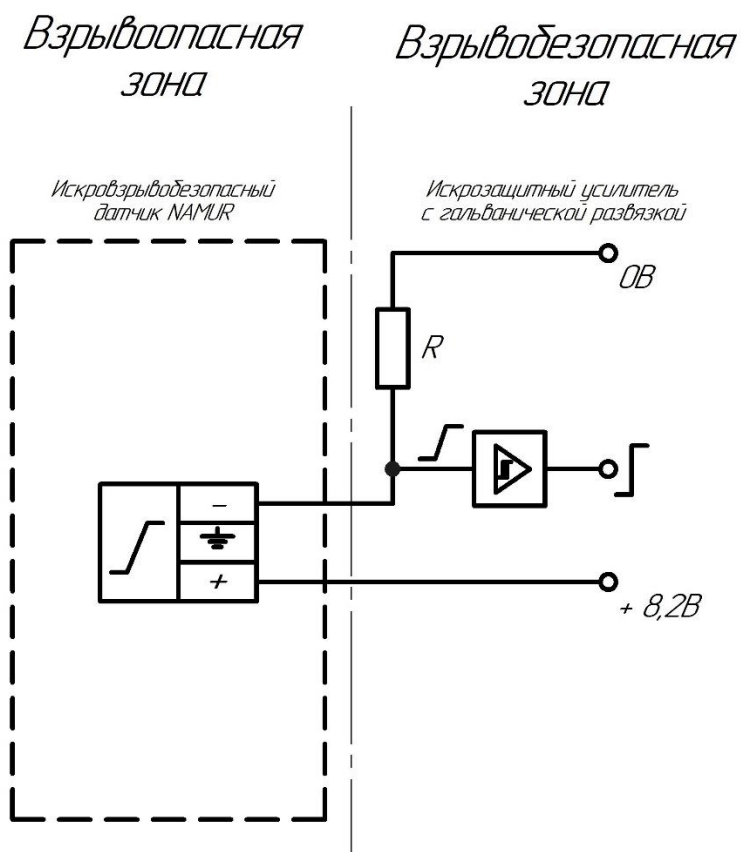 Взрывоопасная
зона
Взрывобезопасная
зона
Искровзрывобезопасный
датчик NAMUR
Искрозащитный усилитель
с гальванической развязкой
0В
R
–
+
+ 8,2В